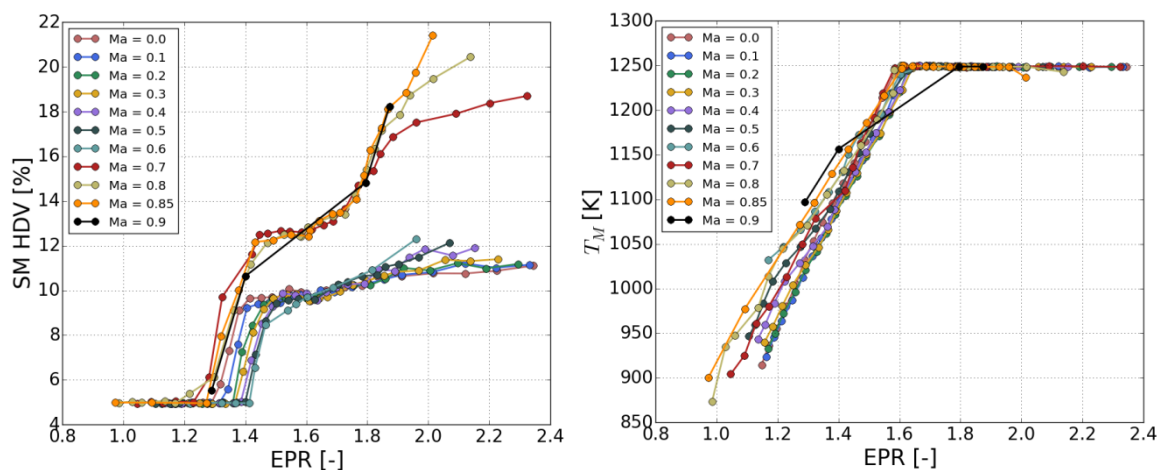 22
20
18
16
14
12
10
8
6
4
SM HDV [%]
Ma = 0.0
Ma = 0.1
Ma = 0.2
Ma = 0.3
Ma = 0.4
Ma = 0.5
Ma = 0.6
Ma = 0.7
Ma = 0.8
Ma = 0.85
Ma = 0.9
0.8 1.0 1.2 1.4 1.6 1.8 2.0 2.2 2.4
EPR [-]
1300
1250
1200
1150
1100
1050
1000
950
900
850
T_M [K]
Ma = 0.0
Ma = 0.1
Ma = 0.2
Ma = 0.3
Ma = 0.4
Ma = 0.5
Ma = 0.6
Ma = 0.7
Ma = 0.8
Ma = 0.85
Ma = 0.9
0.8 1.0 1.2 1.4 1.6 1.8 2.0 2.2 2.4
EPR [-]